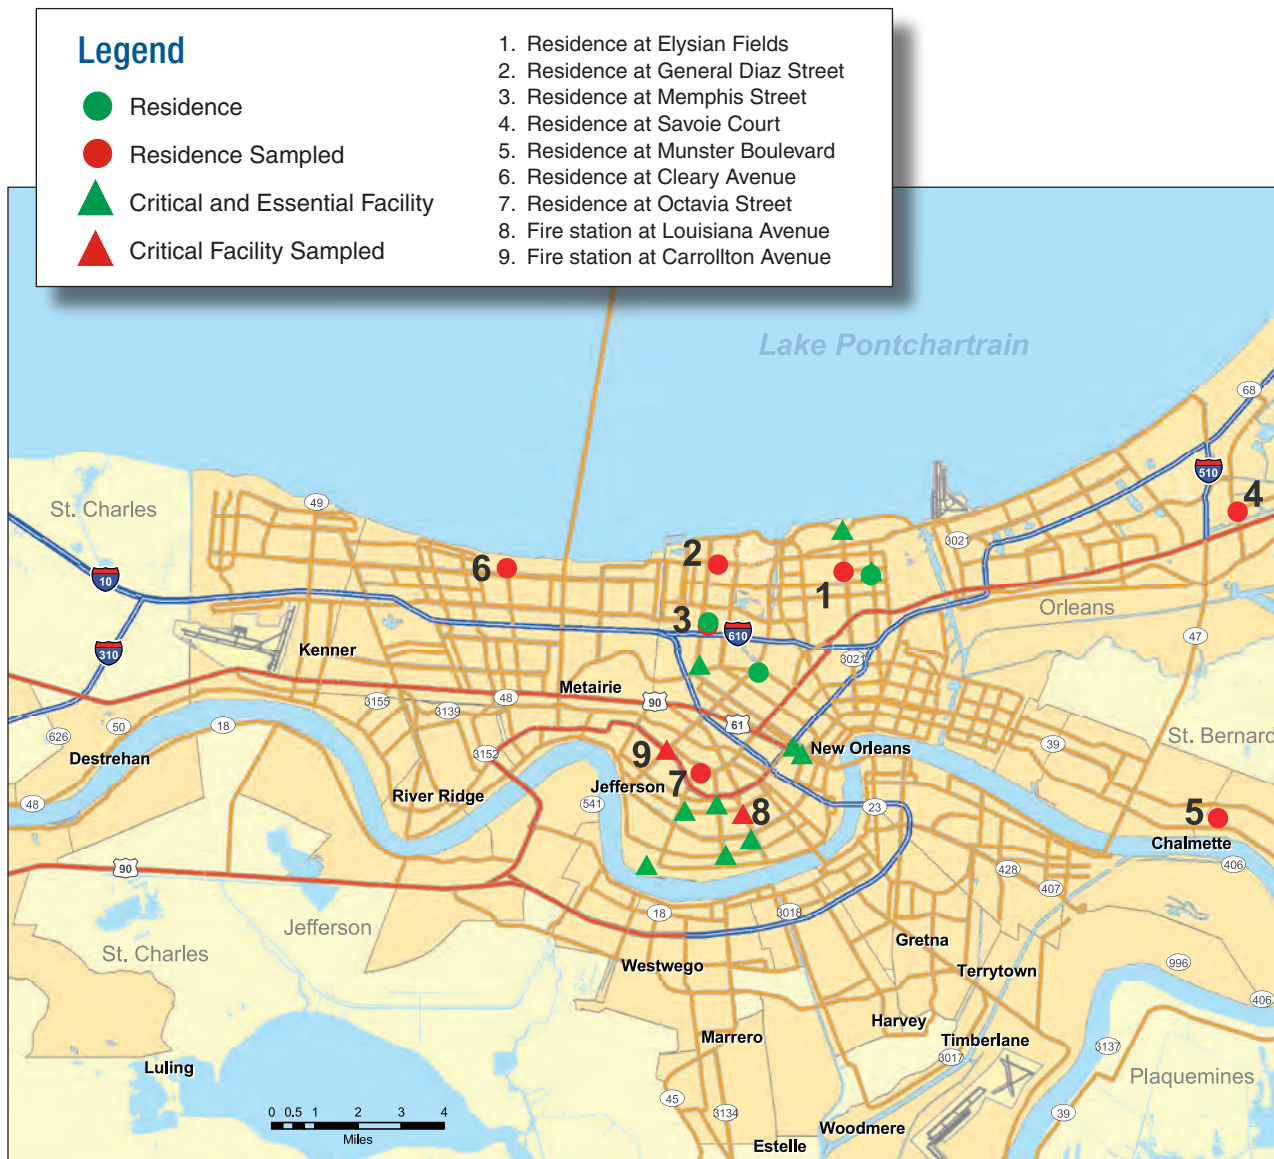 Legend
Residence
Residence Sampled
Critical and Essential Facility
Critical Facility Sampled
1. Residence at Elysian Fields
2. Residence at General Diaz Street
3. Residence at Memphis Street
4. Residence at Savoie Court
5. Residence at Munster Boulevard
6. Residence at Cleary Avenue
7. Residence at Octavia Street
8. Fire station at Louisiana Avenue
9. Fire station at Carrollton Avenue
Lake Pontchartrain
68
510
4
St. Charles
49
3021
2
6
1
10
Orleans
3
610
47
310
Kenner
3021
Metairie
3155
48
90
3139
61
50
18
626
St. Bernard
39
Destrehan
3152
9
New Orleans
7
Jefferson
River Ridge
48
541
8
23
5
Chalmette
90
428
406
407
18
3018
Jefferson
St. Charles
Gretna
Westwego
Terrytown
996
406
Harvey
Marrero
Timberlane
3137
3017
Luling
Plaquemines
45
3134
39
0 0.5 1 2 3 4
Miles
Woodmere
Estelle